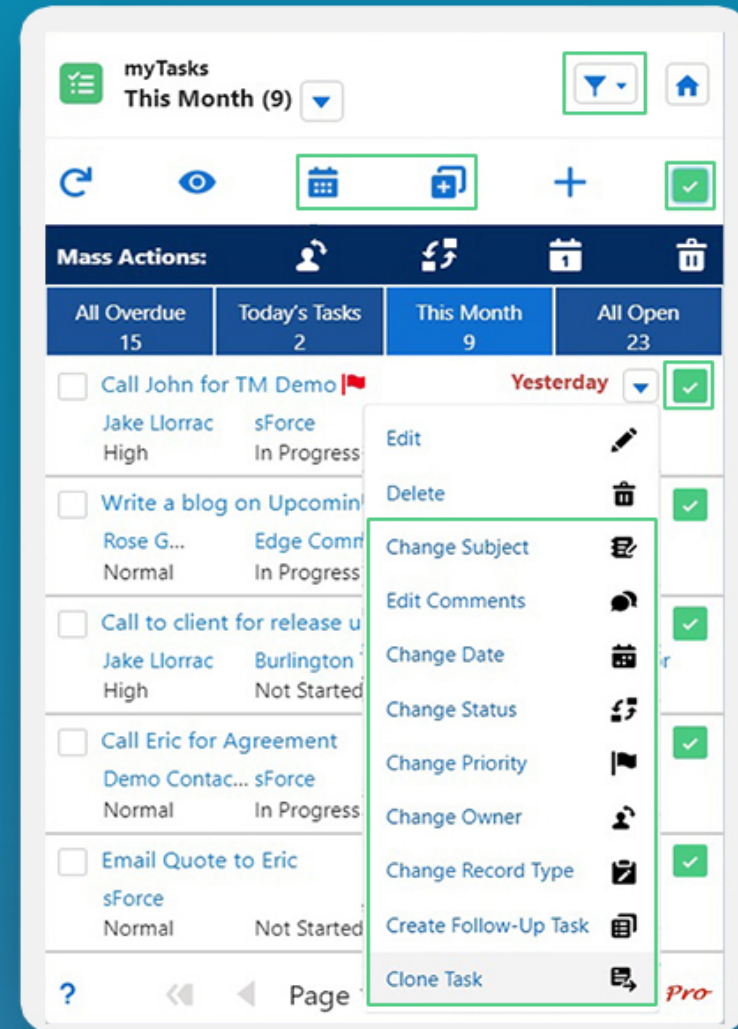 myTasks
This Month (9)
Mass Actions:
1
All Overdue Today's Tasks This Month All Open
15 2 9 23
Call John for TM Demo Yesterday
Jake Llorrac sForce
High In Progress
Write a blog on Upcomin
Rose G... Edge Comm
Normal In Progress
Call to client for release u
Jake Llorrac Burlington
High Not Started
Call Eric for Agreement
Demo Contac... sForce
Normal In Progress
Email Quote to Eric
sForce
Normal Not Started
Edit
Delete
Change Subject
Edit Comments
Change Date
Change Status
Change Priority
Change Owner
Change Record Type
Create Follow-Up Task
Clone Task
? Page Pro